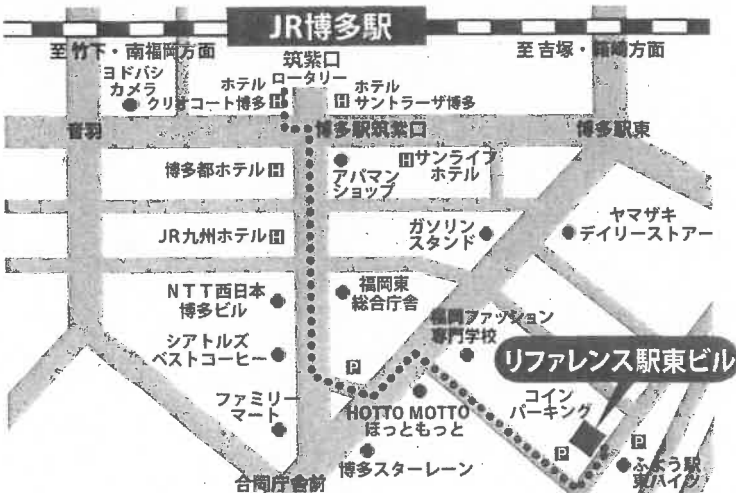 JR博多駅
至 竹下・南福岡方面
筑紫口
ロータリー
至 吉塚・箱崎方面
ヨドバシ
カメラ
ホテル
クリオコート博多 H
H ホテル
サントラーザ博多
音羽
博多駅筑紫口
博多駅東
博多都ホテル H
アパマン
ショップ
H サンライフ
ホテル
JR九州ホテル H
ガソリン
スタンド
ヤマザキ
デイリーストアー
NTT西日本
博多ビル
福岡東
総合庁舎
福岡ファッション
専門学校
シアトルズ
ベストコーヒー
P
リファレンス駅東ビル
ファミリー
マート
HOTTO MOTTO
ほっともっと
コイン
パーキング
P
P
博多スターレーン
ふよう駅
東ハイツ
合同庁舎前